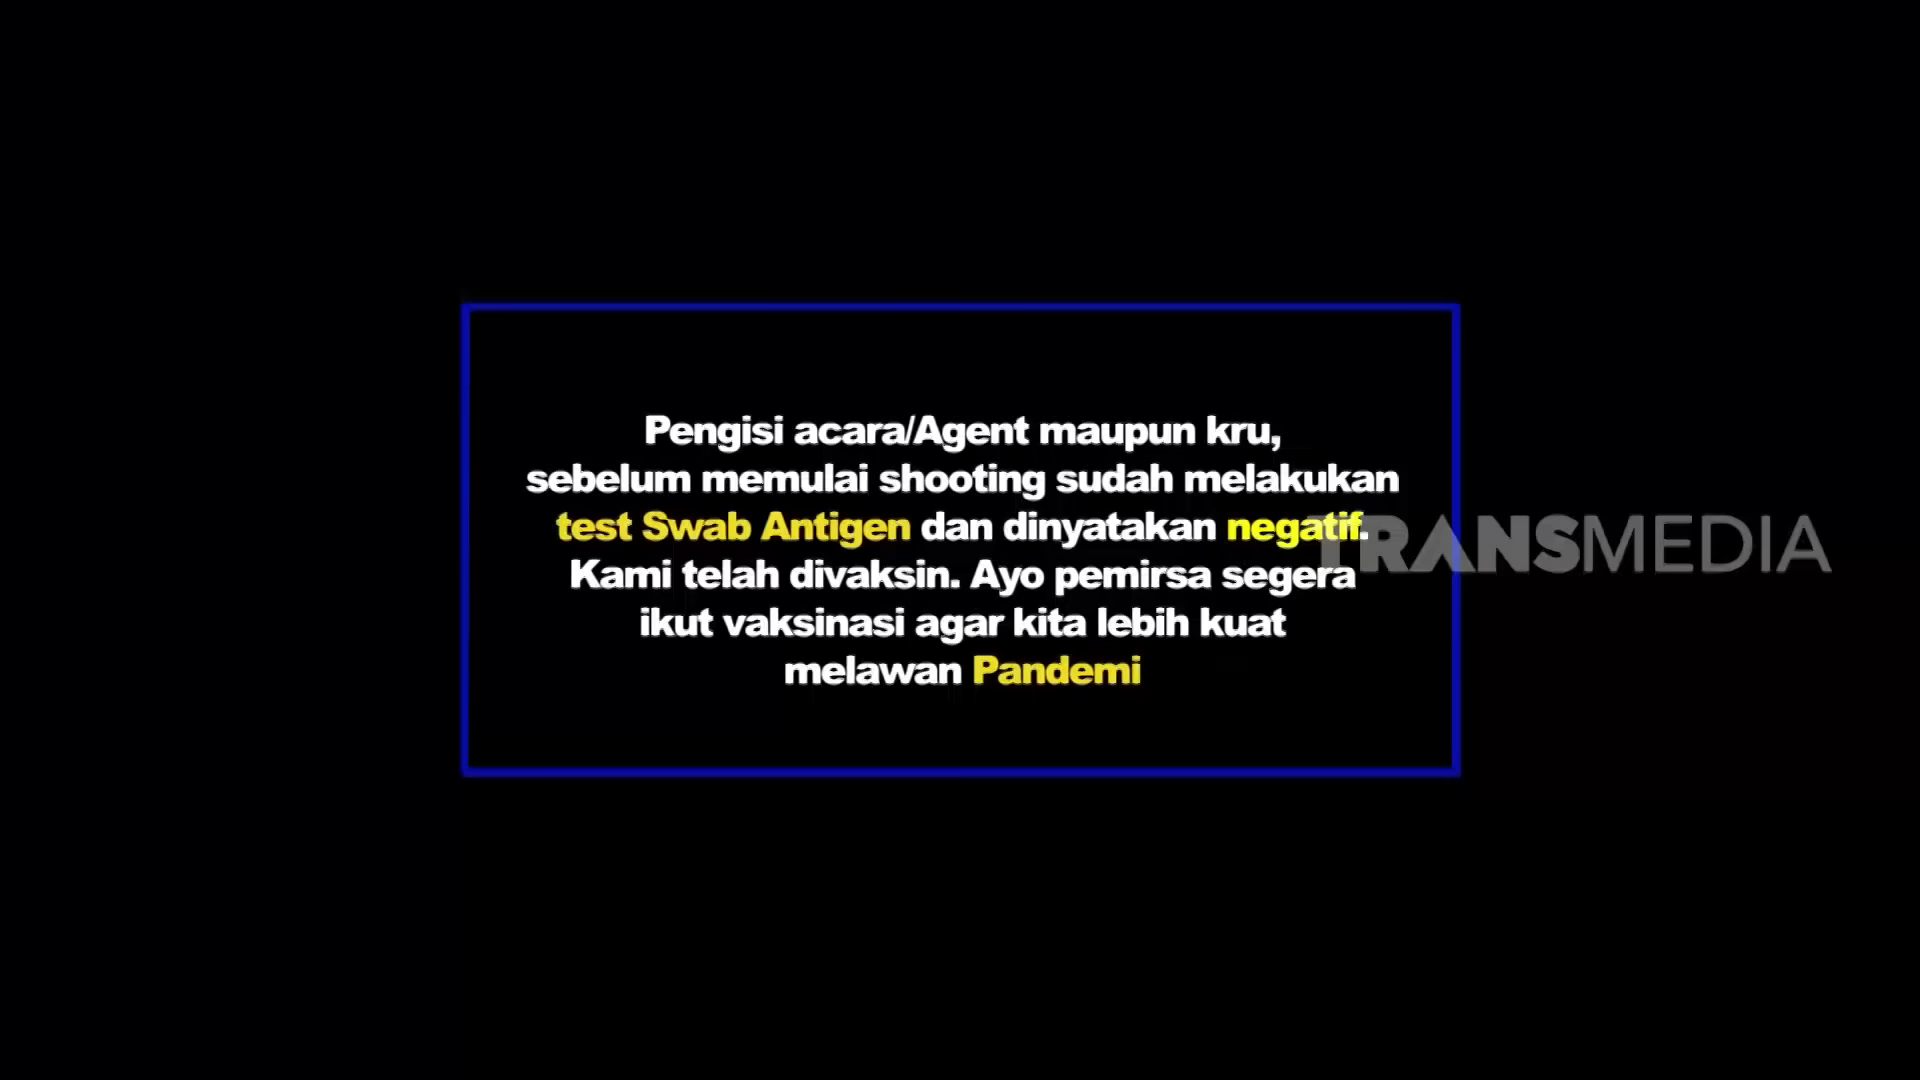 Pengisi acara/Agent maupun kru,
sebelum memulai shooting sudah melakukan
test Swab Antigen dan dinyatakan negatif.
Kami telah divaksin. Ayo pemirsa segera
ikut vaksinasi agar kita lebih kuat
melawan Pandemi
TRANSMEDIA